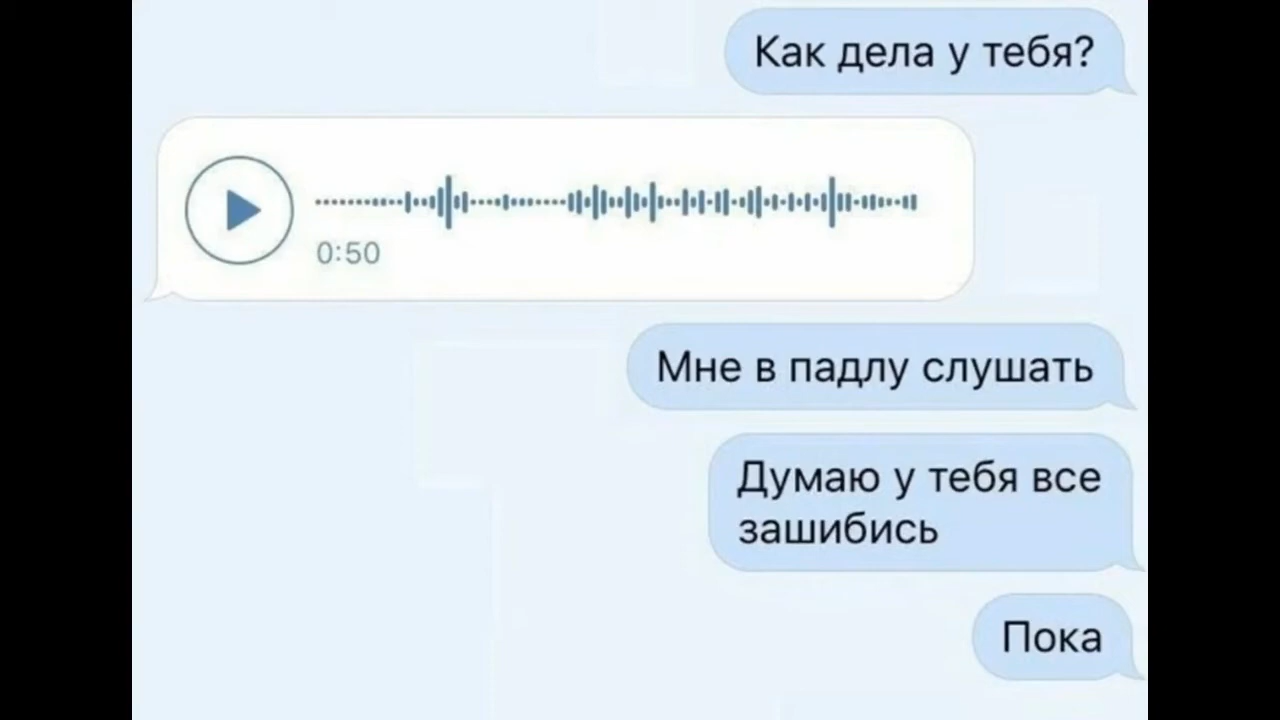 Как дела у тебя?
0:50
Мне в падлу слушать
Думаю у тебя все
зашибись
Пока